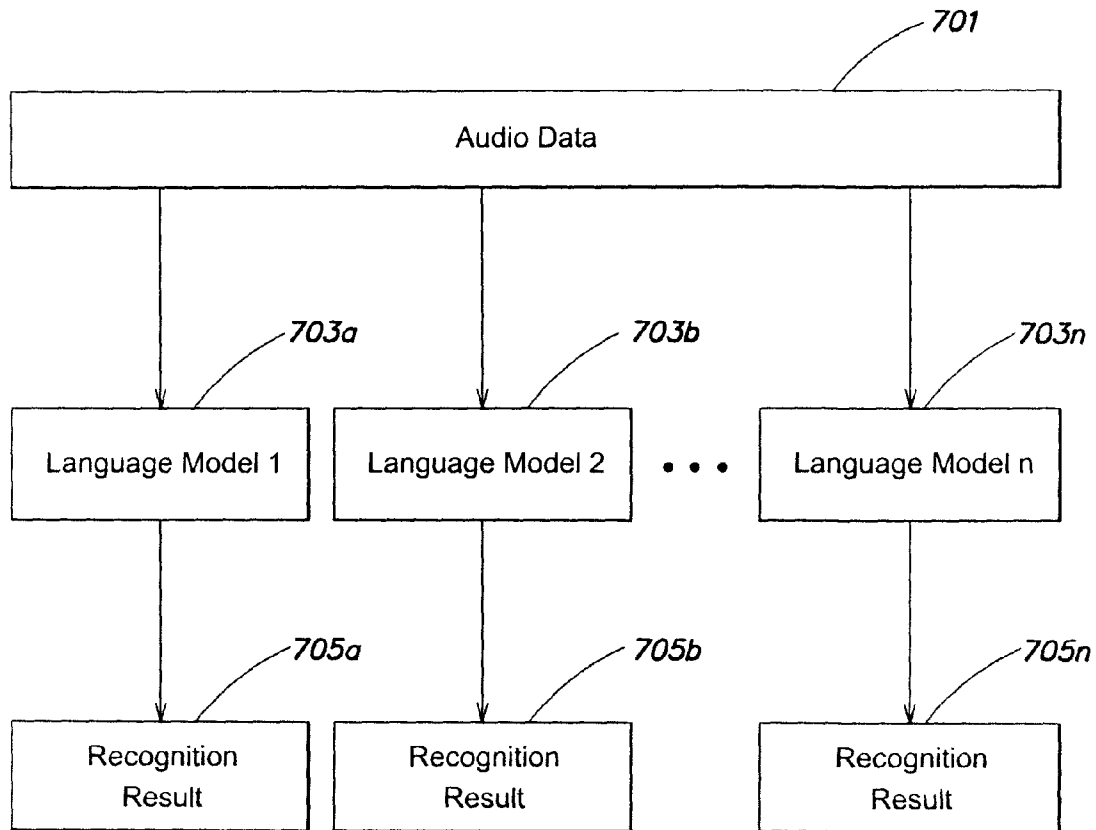 701
Audio Data
703a 703b 703n
Language Model 1 Language Model 2 • • • Language Model n
705a 705b 705n
Recognition Recognition Recognition
Result Result Result